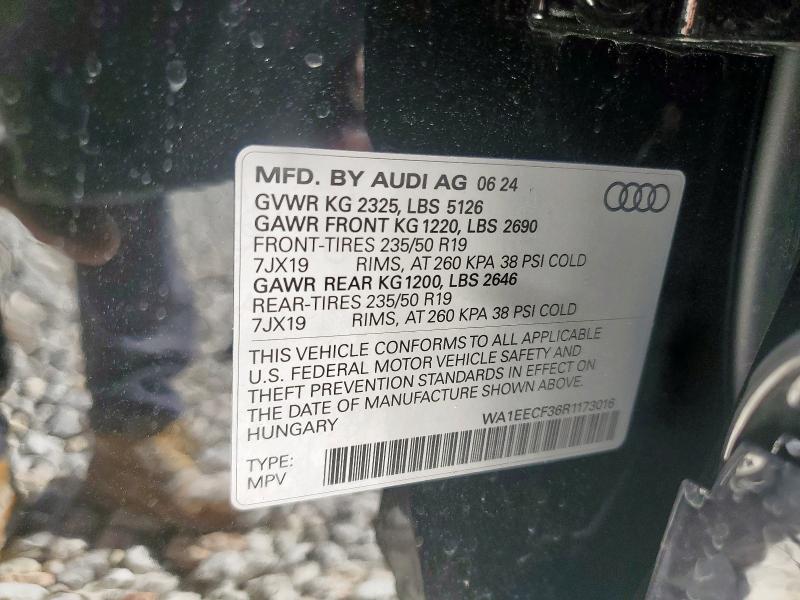 MFD. BY AUDI AG 06 24
GVWR KG 2325, LBS 5126
GAWR FRONT KG 1220, LBS 2690
FRONT-TIRES 235/50 R19
7JX19 RIMS, AT 260 KPA 38 PSI COLD
GAWR REAR KG 1200, LBS 2646
REAR-TIRES 235/50 R19
7JX19 RIMS, AT 260 KPA 38 PSI COLD
THIS VEHICLE CONFORMS TO ALL APPLICABLE
U.S. FEDERAL MOTOR VEHICLE SAFETY AND
THEFT PREVENTION STANDARDS IN EFFECT ON
THE DATE OF MANUFACTURE SHOWN ABOVE.
HUNGARY WA1EECF36R1173016
TYPE:
MPV